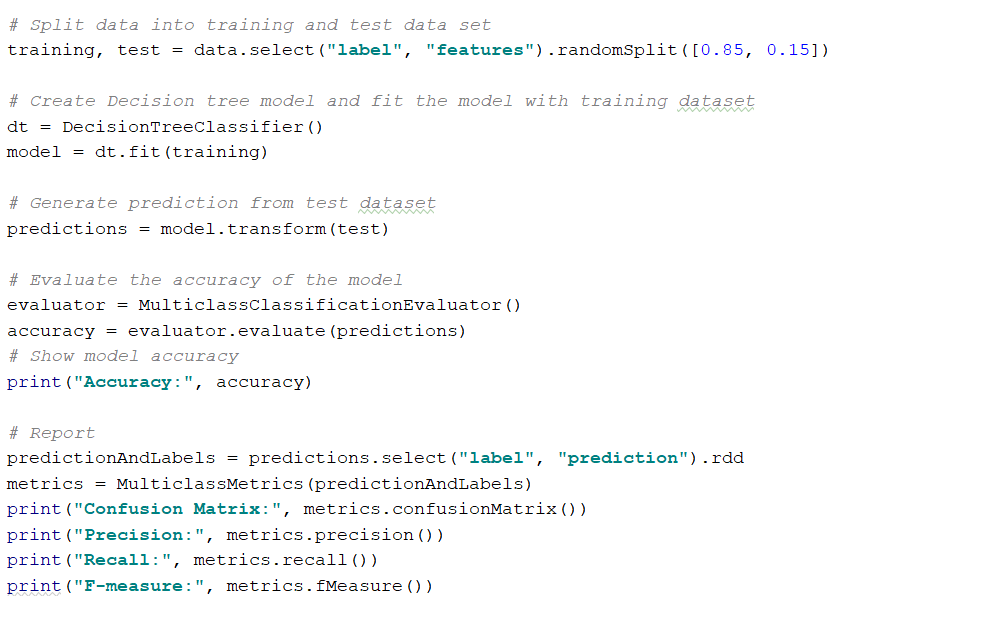 # Split data into training and test data set
training, test = data.select("label", "features").randomSplit([0.85, 0.15])
# Create Decision tree model and fit the model with training dataset
dt = DecisionTreeClassifier()
model = dt.fit(training)
# Generate prediction from test dataset
predictions = model.transform(test)
# Evaluate the accuracy of the model
evaluator = MulticlassClassificationEvaluator()
accuracy = evaluator.evaluate(predictions)
# Show model accuracy
print("Accuracy:", accuracy)
# Report
predictionAndLabels = predictions.select("label", "prediction").rdd
metrics = MulticlassMetrics(predictionAndLabels)
print("Confusion Matrix:", metrics.confusionMatrix())
print("Precision:", metrics.precision())
print("Recall:", metrics.recall())
print("F-measure:", metrics.fMeasure())